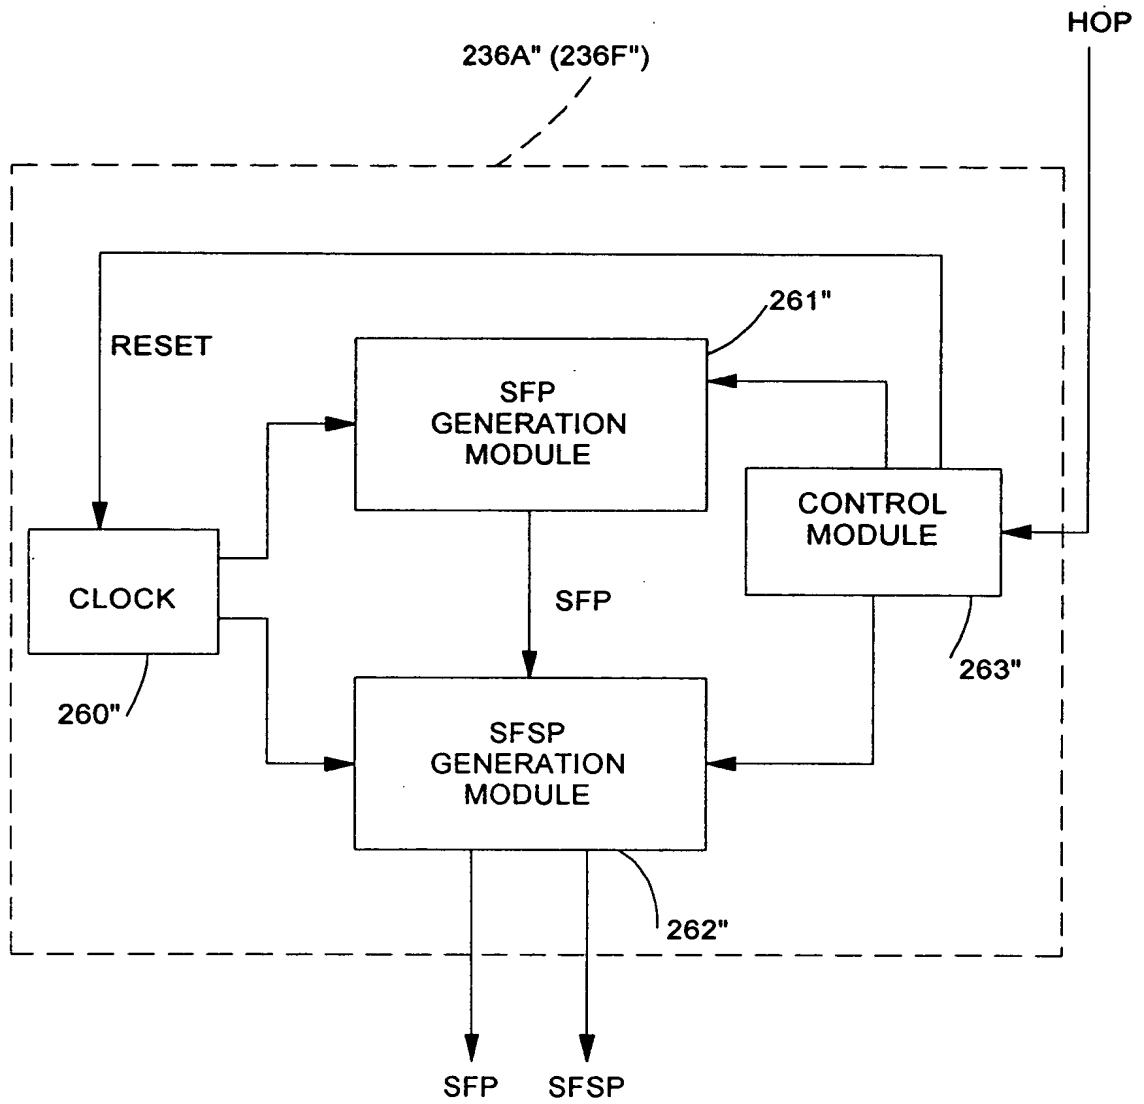 HOP
236A" (236F")
261"
RESET
SFP
GENERATION
MODULE
CONTROL
MODULE
CLOCK
SFP
263"
260"
SFSP
GENERATION
MODULE
262"
SFP
SFSP